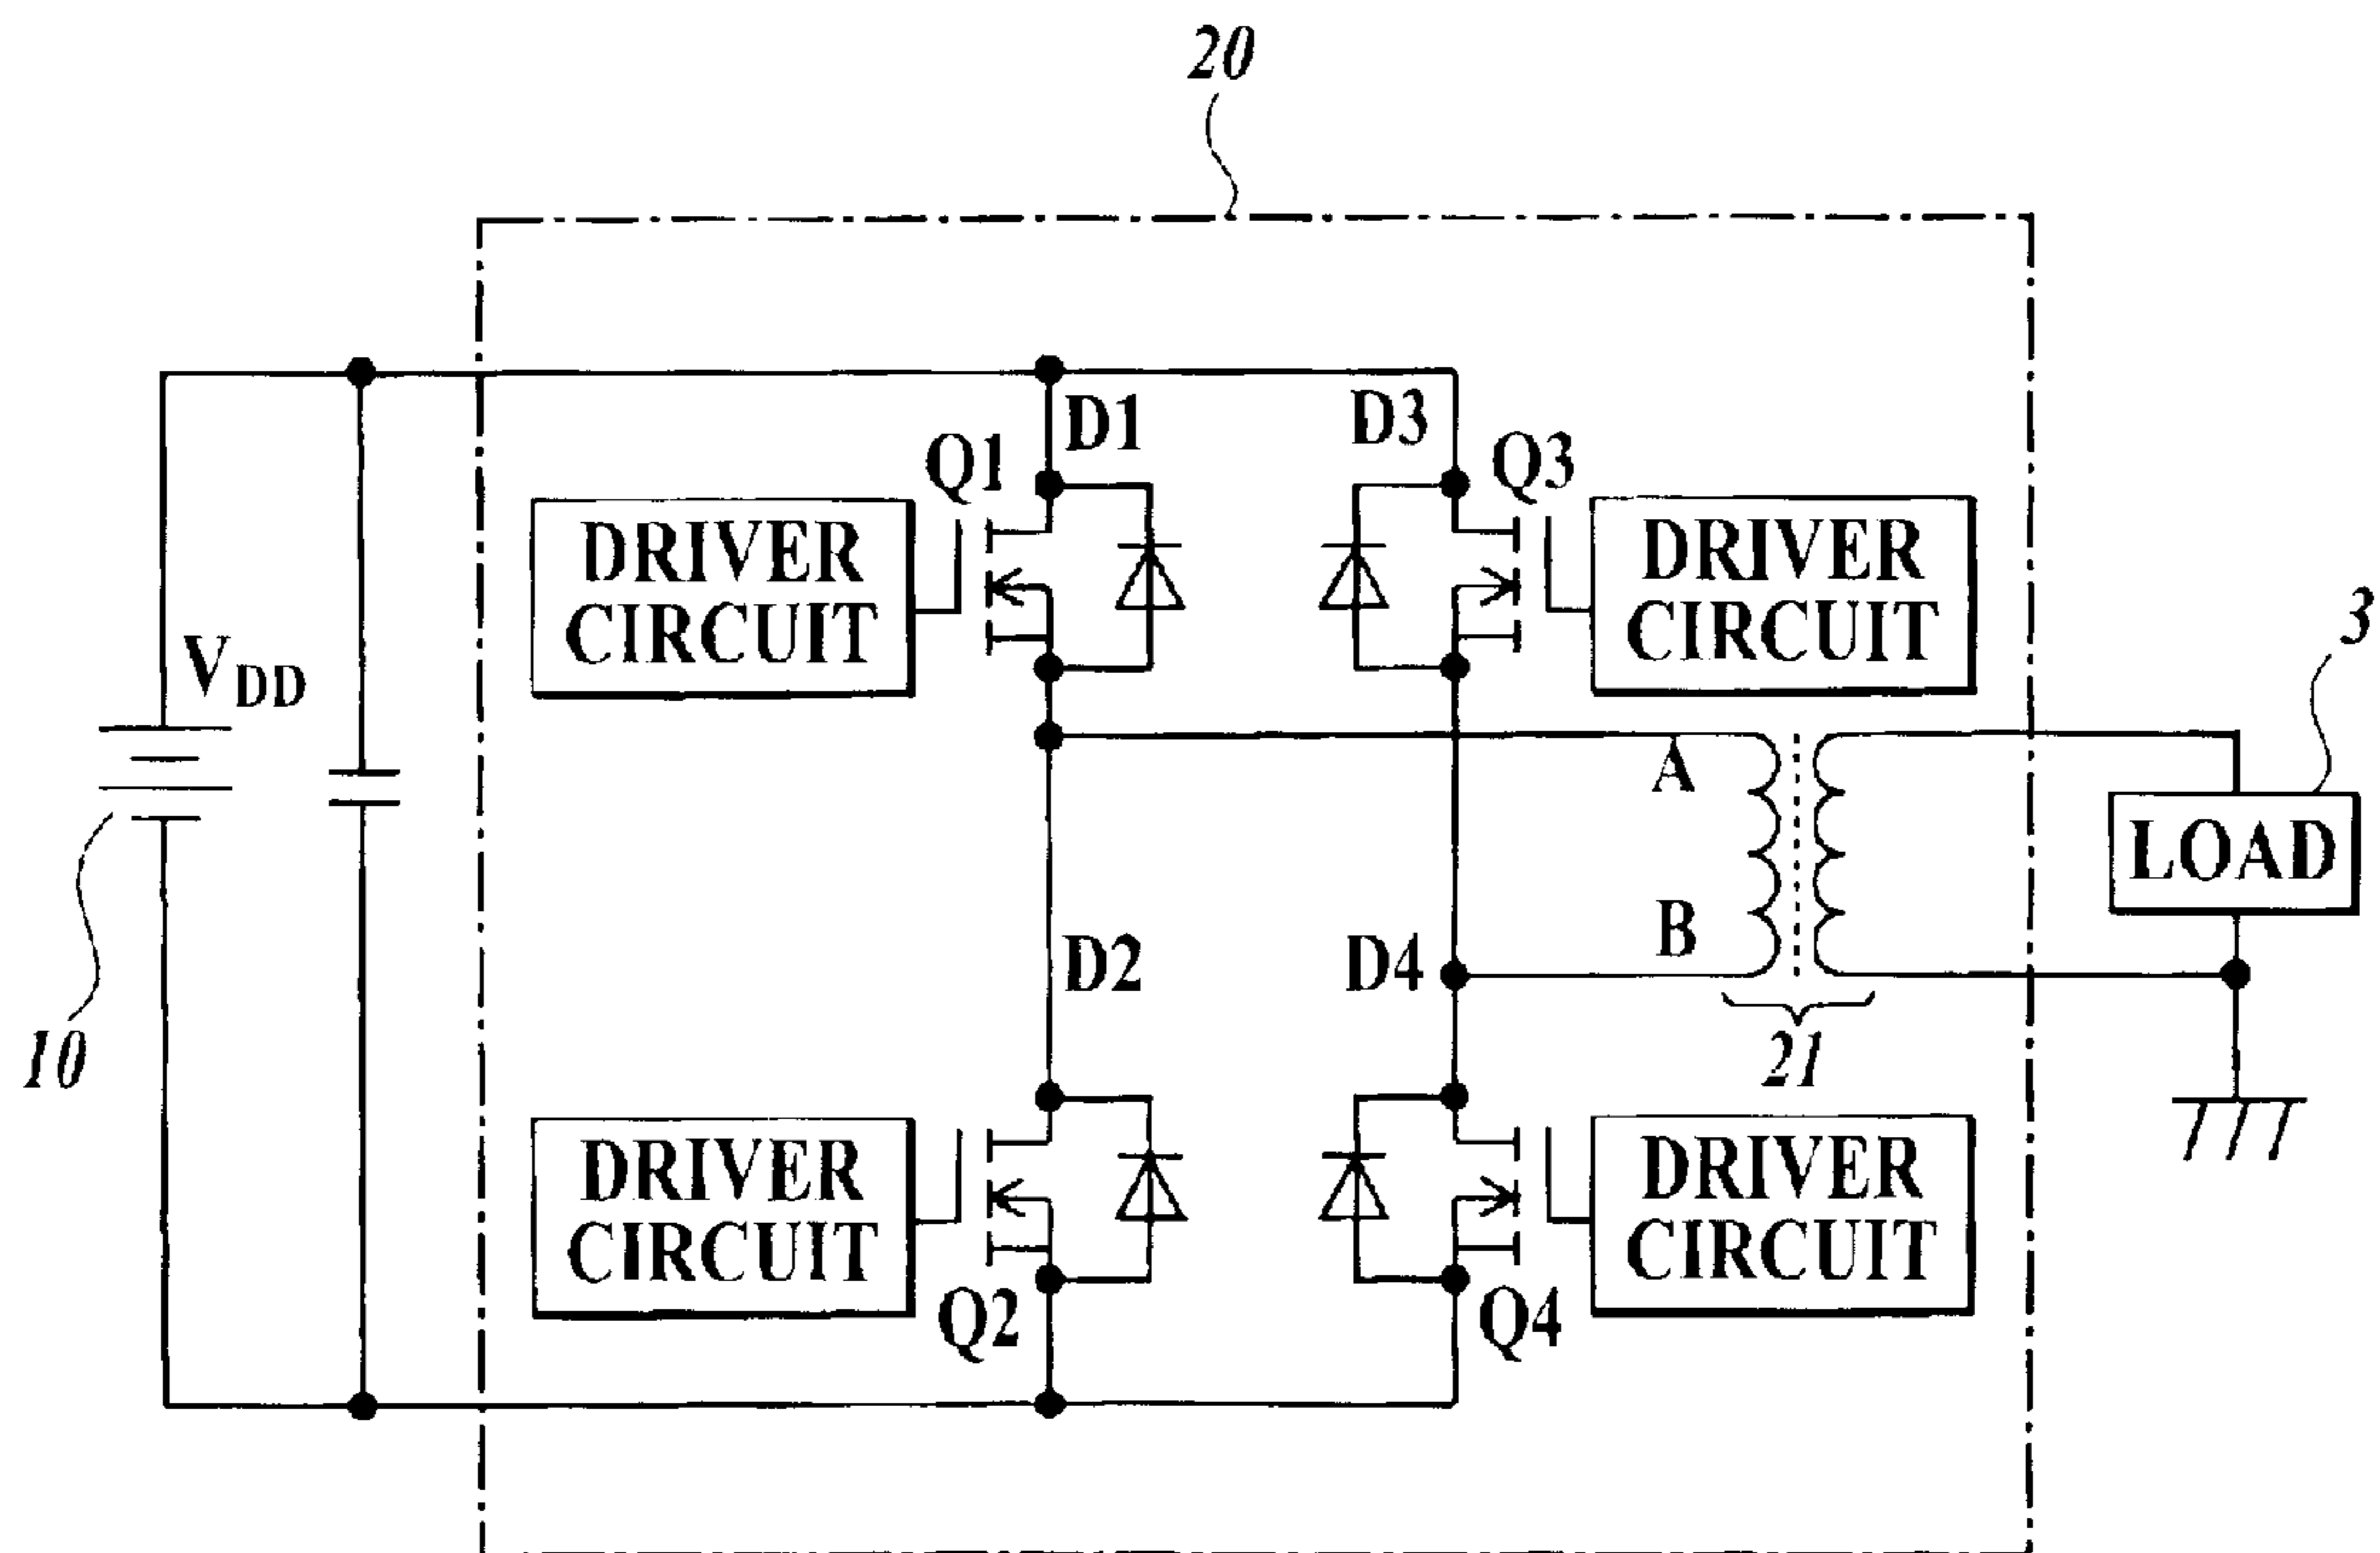 20
D1
D3
Q1
Q3
DRIVER
CIRCUIT
DRIVER
CIRCUIT
3
VDD
A
LOAD
B
D2
D4
10
21
DRIVER
CIRCUIT
DRIVER
CIRCUIT
Q2
Q4